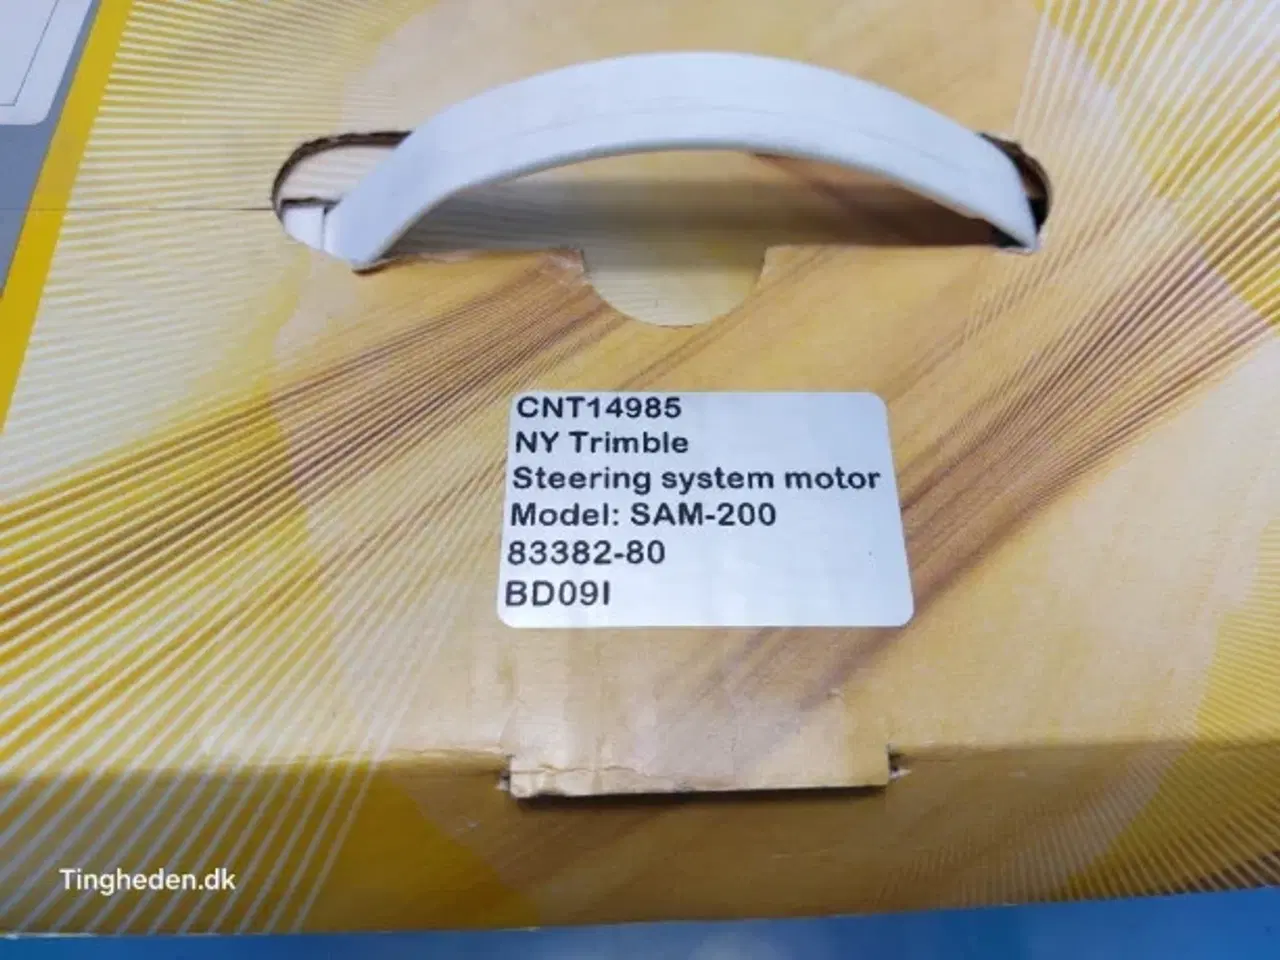 CNT14985
NY Trimble
Steering system motor
Model: SAM-200
83382-80
BD09I
Tingheden.dk